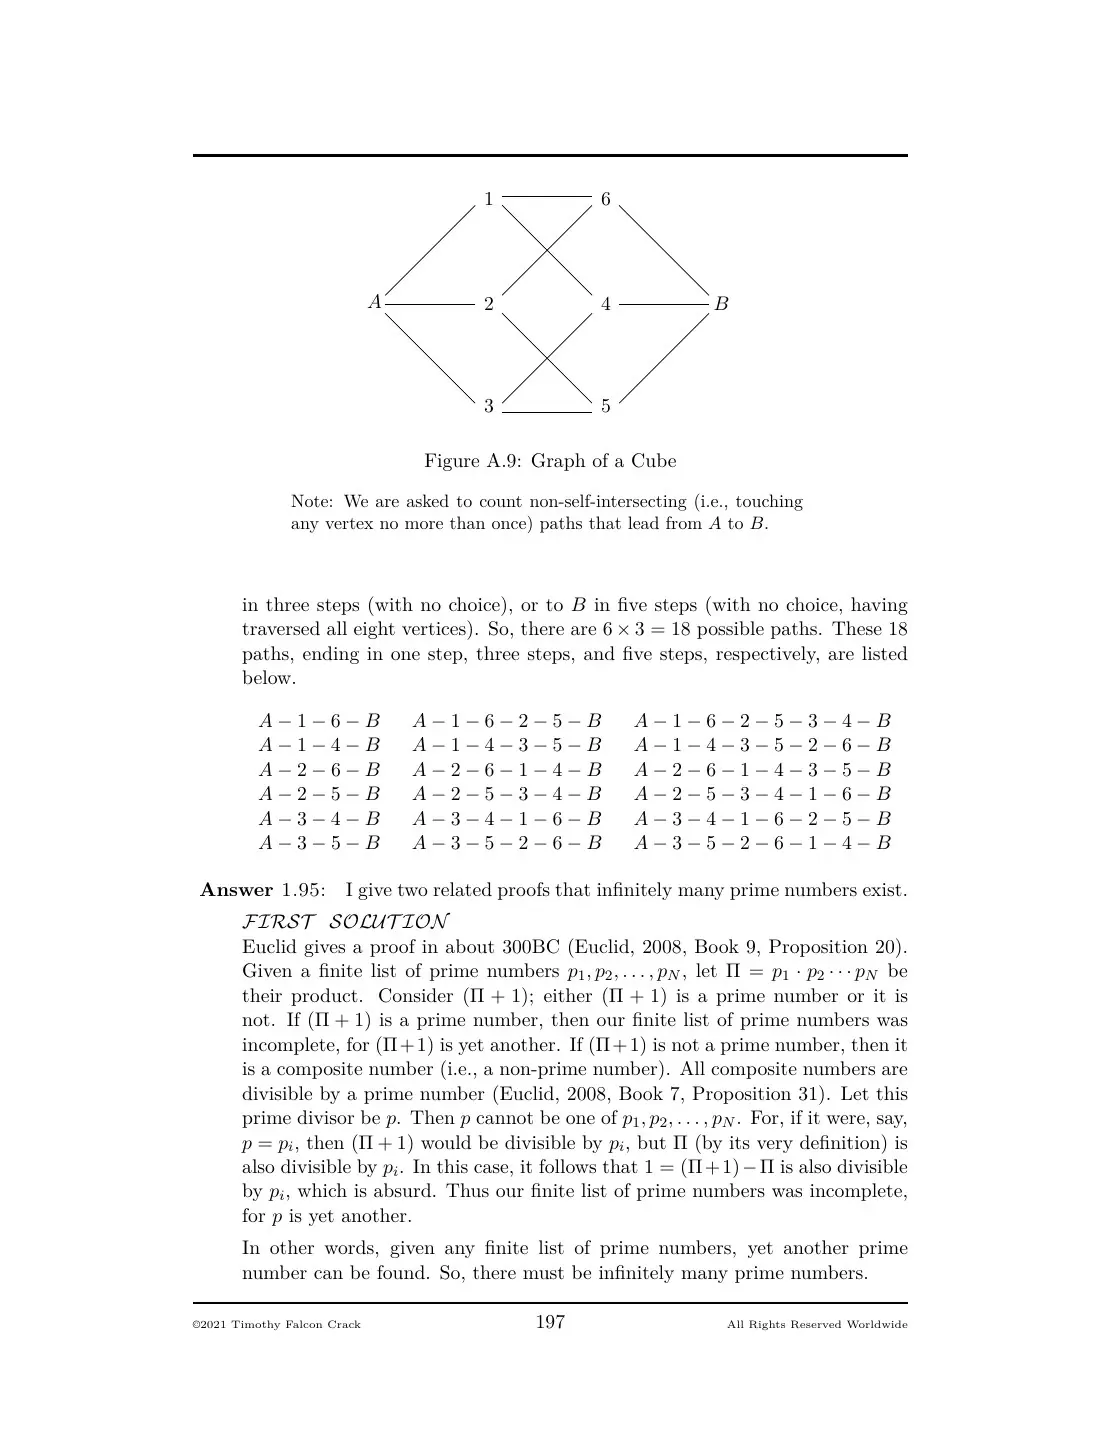 1 6
A 2 4 B
3 5
Figure A.9: Graph of a Cube
Note: We are asked to count non-self-intersecting (i.e., touching
any vertex no more than once) paths that lead from A to B.
in three steps (with no choice), or to B in five steps (with no choice, having
traversed all eight vertices). So, there are 6 × 3 = 18 possible paths. These 18
paths, ending in one step, three steps, and five steps, respectively, are listed
below.
A − 1 − 6 − B A − 1 − 6 − 2 − 5 − B A − 1 − 6 − 2 − 5 − 3 − 4 − B
A − 1 − 4 − B A − 1 − 4 − 3 − 5 − B A − 1 − 4 − 3 − 5 − 2 − 6 − B
A − 2 − 6 − B A − 2 − 6 − 1 − 4 − B A − 2 − 6 − 1 − 4 − 3 − 5 − B
A − 2 − 5 − B A − 2 − 5 − 3 − 4 − B A − 2 − 5 − 3 − 4 − 1 − 6 − B
A − 3 − 4 − B A − 3 − 4 − 1 − 6 − B A − 3 − 4 − 1 − 6 − 2 − 5 − B
A − 3 − 5 − B A − 3 − 5 − 2 − 6 − B A − 3 − 5 − 2 − 6 − 1 − 4 − B
Answer 1.95: I give two related proofs that infinitely many prime numbers exist.
FIRST SOLUTION
Euclid gives a proof in about 300BC (Euclid, 2008, Book 9, Proposition 20).
Given a finite list of prime numbers p₁, p₂, . . . , p_N, let Π = p₁ · p₂ · · · p_N be
their product. Consider (Π + 1); either (Π + 1) is a prime number or it is
not. If (Π + 1) is a prime number, then our finite list of prime numbers was
incomplete, for (Π+1) is yet another. If (Π+1) is not a prime number, then it
is a composite number (i.e., a non-prime number). All composite numbers are
divisible by a prime number (Euclid, 2008, Book 7, Proposition 31). Let this
prime divisor be p. Then p cannot be one of p₁, p₂, . . . , p_N. For, if it were, say,
p = pᵢ, then (Π + 1) would be divisible by pᵢ, but Π (by its very definition) is
also divisible by pᵢ. In this case, it follows that 1 = (Π+1)−Π is also divisible
by pᵢ, which is absurd. Thus our finite list of prime numbers was incomplete,
for p is yet another.
In other words, given any finite list of prime numbers, yet another prime
number can be found. So, there must be infinitely many prime numbers.
©2021 Timothy Falcon Crack 197 All Rights Reserved Worldwide